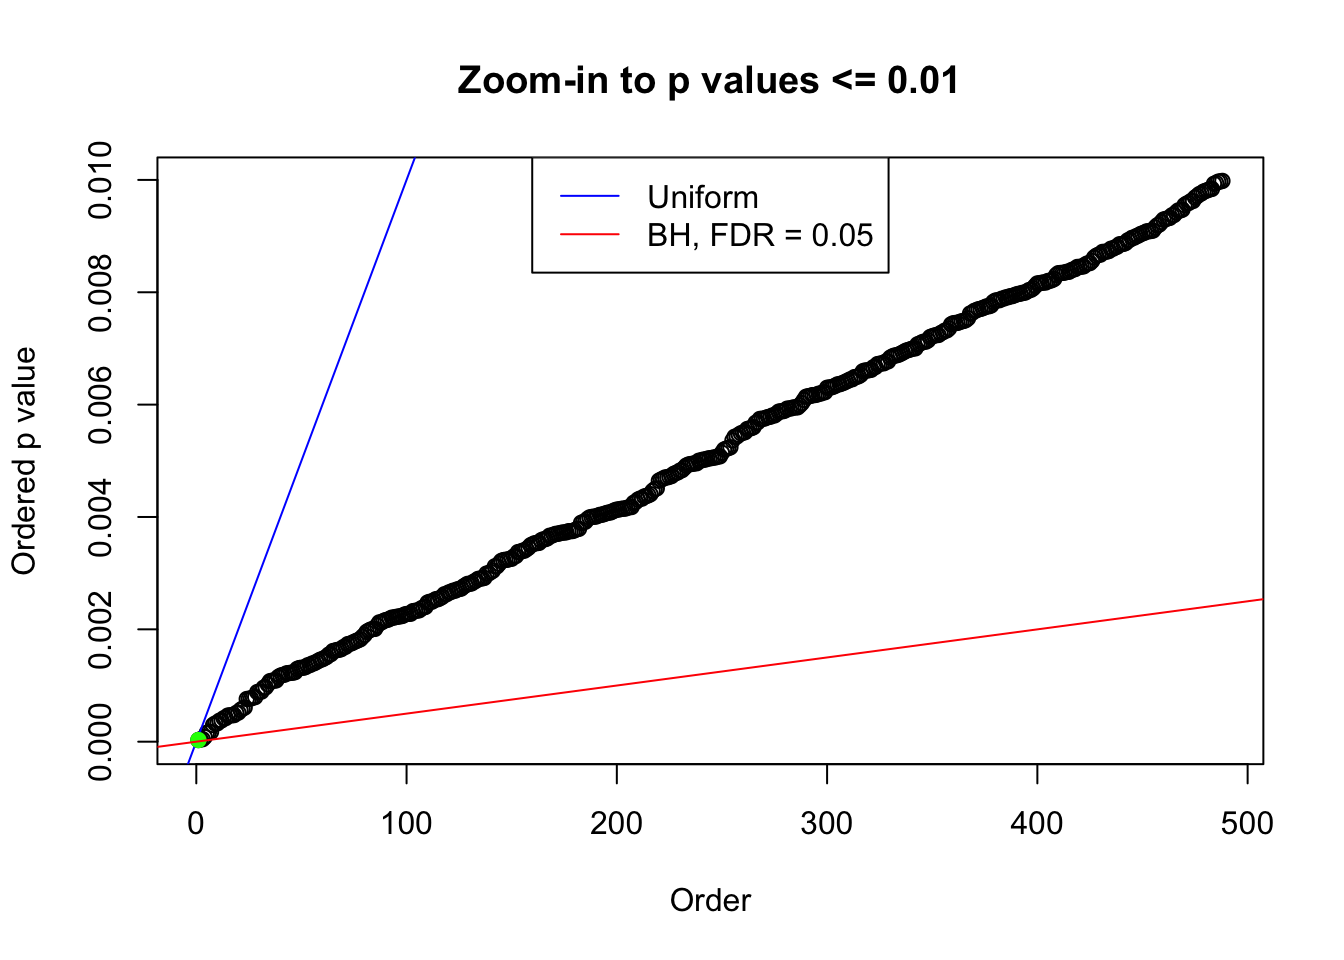 Zoom-in to p values <= 0.01
Uniform
BH, FDR = 0.05
Ordered p value
0.010
0.008
0.006
0.004
0.002
0.000
0 100 200 300 400 500
Order